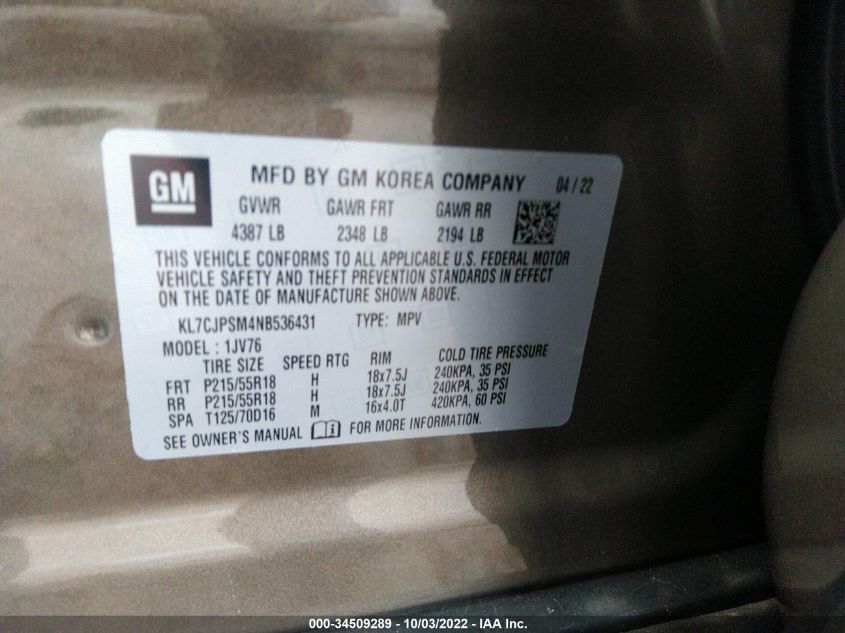 GM
MFD BY GM KOREA COMPANY 04/22
GVWR GAWR FRT GAWR RR
4387 LB 2348 LB 2194 LB
THIS VEHICLE CONFORMS TO ALL APPLICABLE U.S. FEDERAL MOTOR
VEHICLE SAFETY AND THEFT PREVENTION STANDARDS IN EFFECT
ON THE DATE OF MANUFACTURE SHOWN ABOVE.
KL7CJPSM4NB536431 TYPE: MPV
MODEL: 1JV76
TIRE SIZE SPEED RTG RIM COLD TIRE PRESSURE
FRT P215/55R18 H 18x7.5J 240KPA, 35 PSI
RR P215/55R18 H 18x7.5J 240KPA, 35 PSI
SPA T125/70D16 M 16x4.0T 420KPA, 60 PSI
SEE OWNER'S MANUAL FOR MORE INFORMATION.
000-34509289 - 10/03/2022 - IAA Inc.